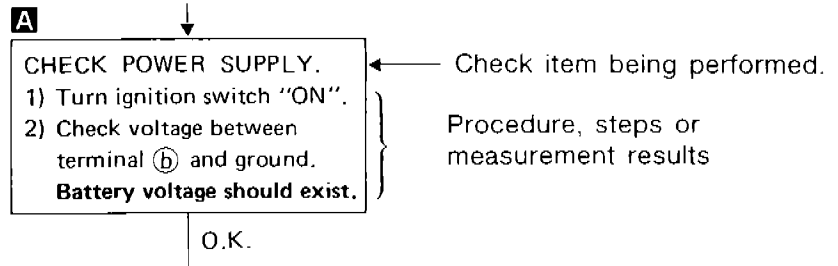 A
CHECK POWER SUPPLY.
Check item being performed.
1) Turn ignition switch "ON".
2) Check voltage between
terminal ⓑ and ground.
Battery voltage should exist.
Procedure, steps or
measurement results
O.K.